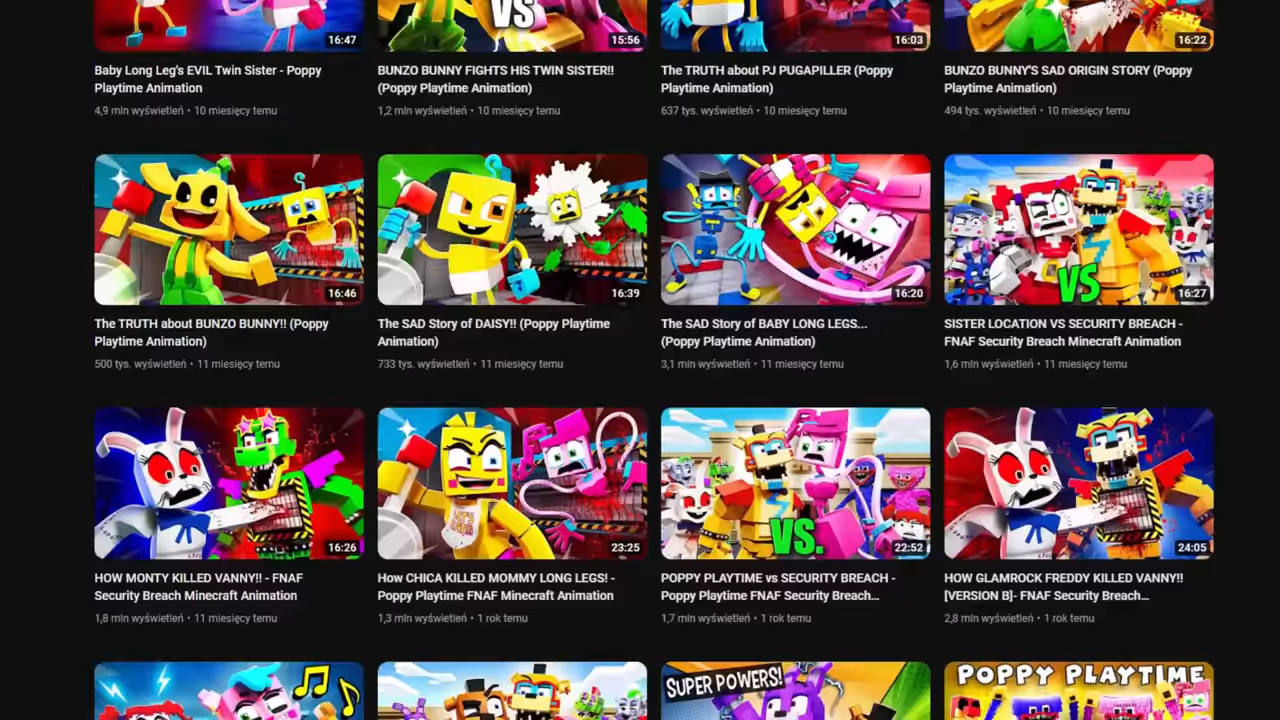 VS
16:47
15:56
16:03
16:22
Baby Long Leg's EVIL Twin Sister - Poppy
Playtime Animation
4,9 mln wyświetleń • 10 miesięcy temu
BUNZO BUNNY FIGHTS HIS TWIN SISTER!!
(Poppy Playtime Animation)
1,2 mln wyświetleń • 10 miesięcy temu
The TRUTH about PJ PUGAPILLER (Poppy
Playtime Animation)
637 tys. wyświetleń • 10 miesięcy temu
BUNZO BUNNY'S SAD ORIGIN STORY (Poppy
Playtime Animation)
494 tys. wyświetleń • 10 miesięcy temu
16:46
16:39
16:20
VS
16:27
The TRUTH about BUNZO BUNNY!! (Poppy
Playtime Animation)
500 tys. wyświetleń • 11 miesięcy temu
The SAD Story of DAISY!! (Poppy Playtime
Animation)
733 tys. wyświetleń • 11 miesięcy temu
The SAD Story of BABY LONG LEGS...
(Poppy Playtime Animation)
3,1 mln wyświetleń • 11 miesięcy temu
SISTER LOCATION VS SECURITY BREACH -
FNAF Security Breach Minecraft Animation
1,6 mln wyświetleń • 11 miesięcy temu
16:26
LET'S
23:25
VS.
22:52
24:05
HOW MONTY KILLED VANNY!! - FNAF
Security Breach Minecraft Animation
1,8 mln wyświetleń • 11 miesięcy temu
How CHICA KILLED MOMMY LONG LEGS! -
Poppy Playtime FNAF Minecraft Animation
1,3 mln wyświetleń • 1 rok temu
POPPY PLAYTIME vs SECURITY BREACH -
Poppy Playtime FNAF Security Breach...
1,7 mln wyświetleń • 1 rok temu
HOW GLAMROCK FREDDY KILLED VANNY!!
[VERSION B]- FNAF Security Breach...
2,8 mln wyświetleń • 1 rok temu
SUPER POWERS!
POPPY PLAYTIME